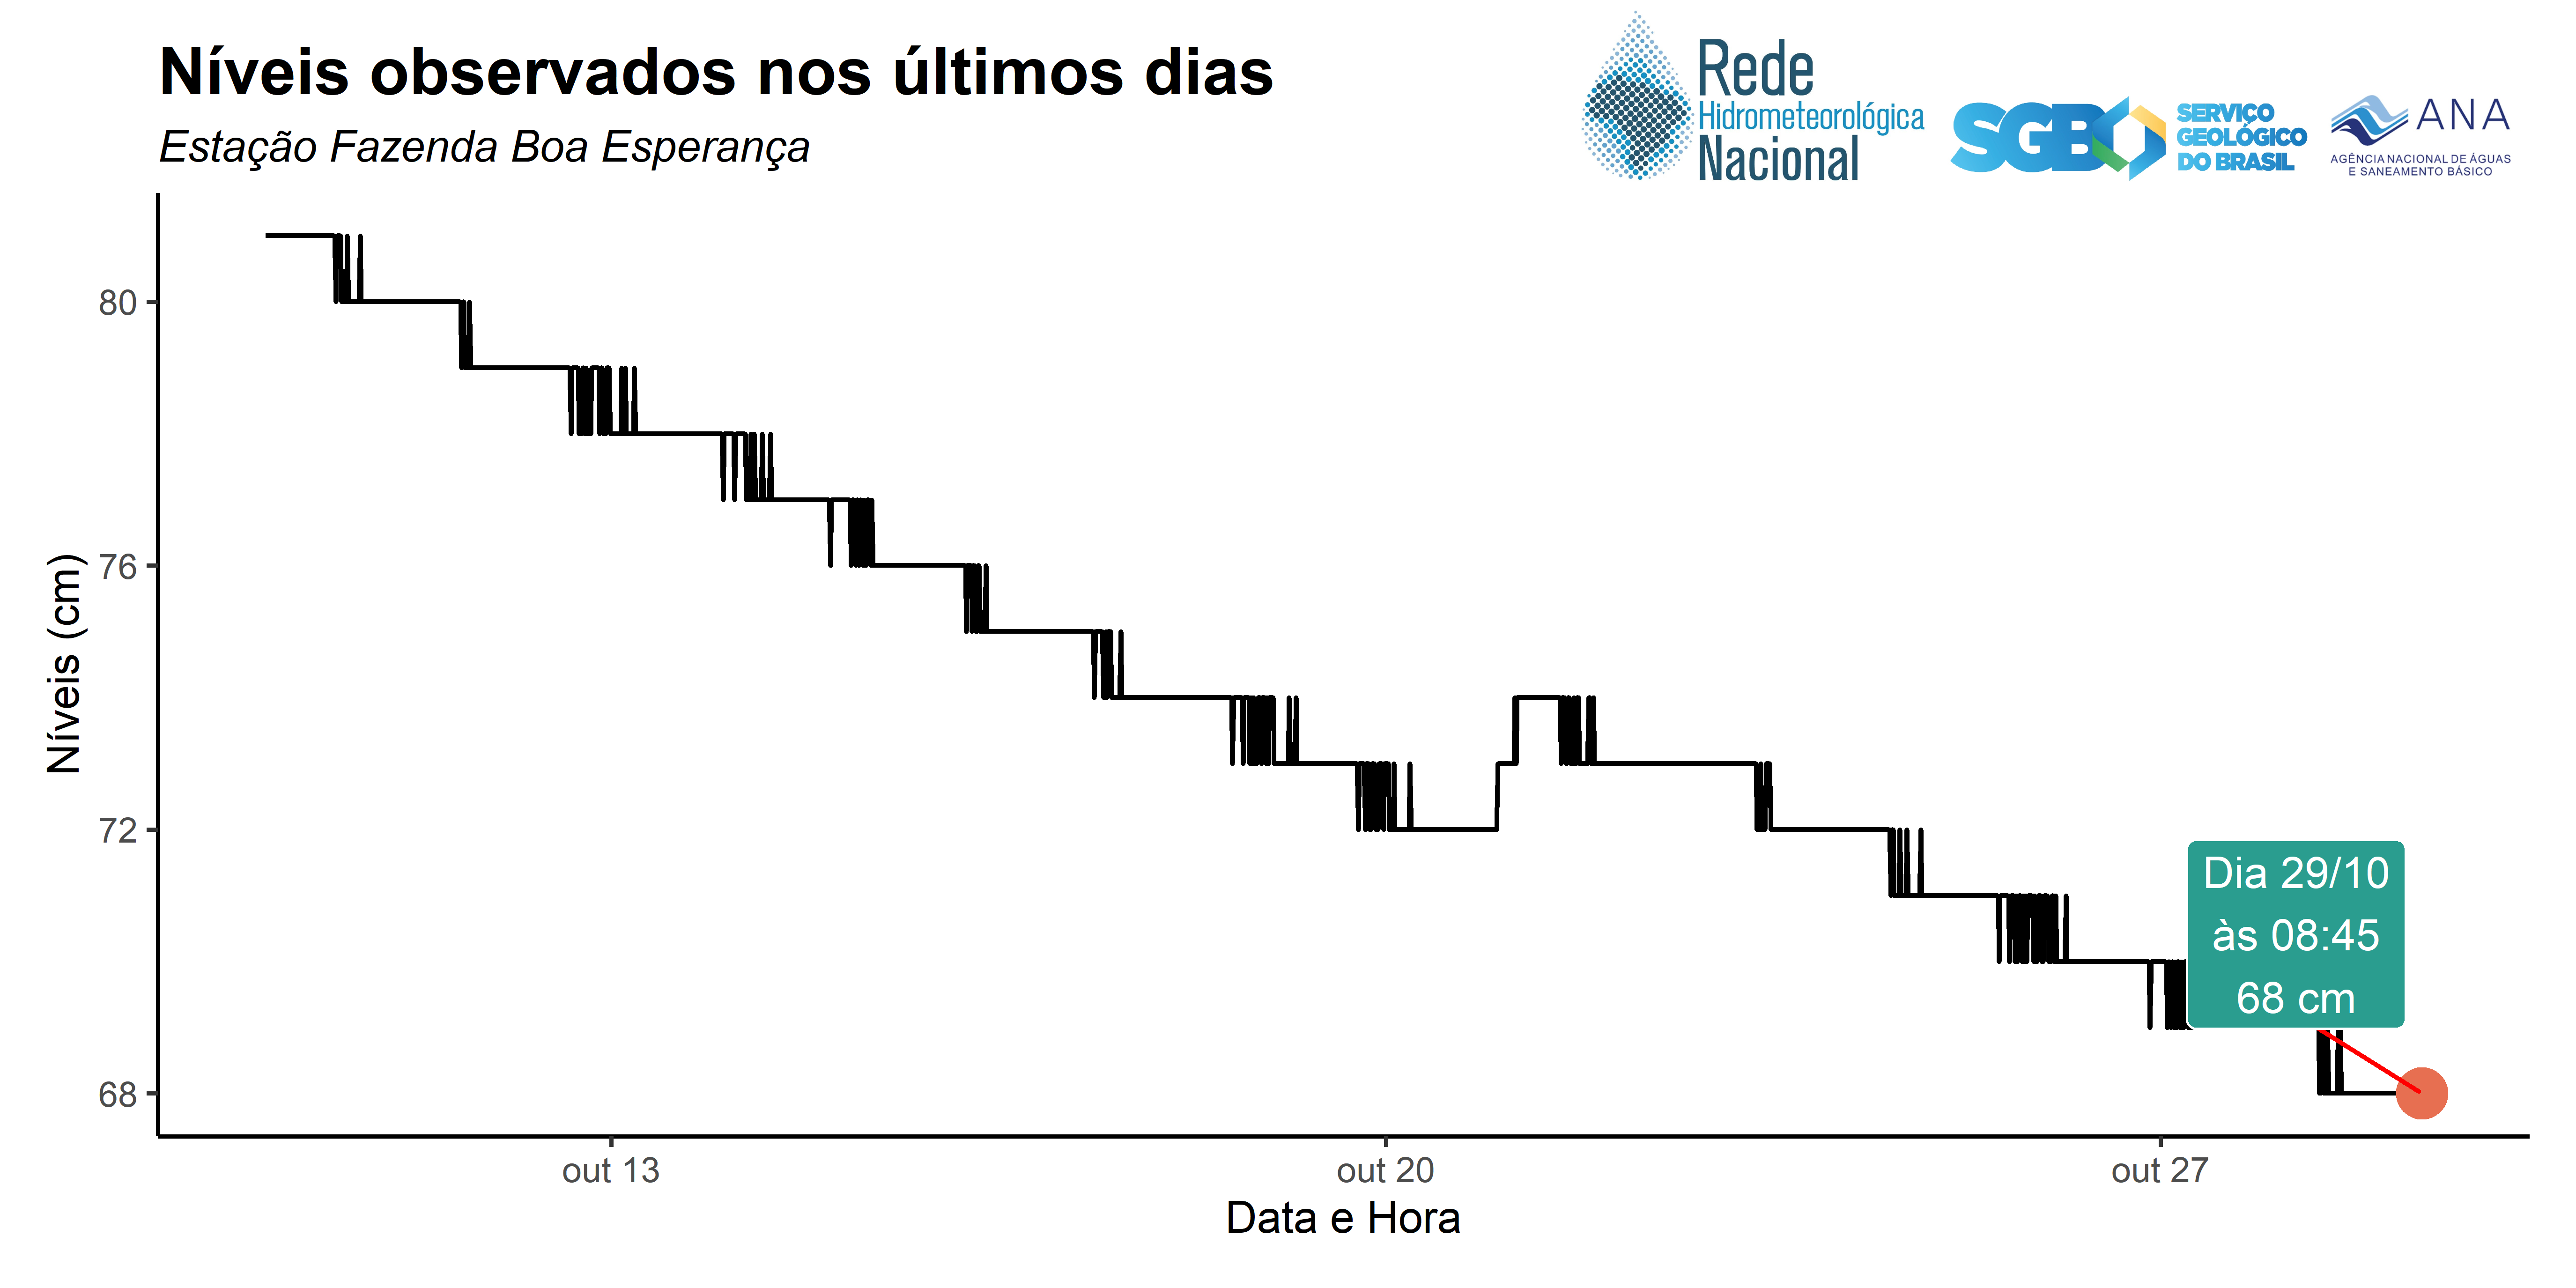 Níveis observados nos últimos dias
Estação Fazenda Boa Esperança
Rede
Hidrometeorológica
Nacional
SGB
SERVIÇO
GEOLÓGICO
DO BRASIL
ANA
AGÊNCIA NACIONAL DE ÁGUAS
E SANEAMENTO BÁSICO
Níveis (cm)
80
76
72
68
Dia 29/10
às 08:45
68 cm
out 13
out 20
out 27
Data e Hora